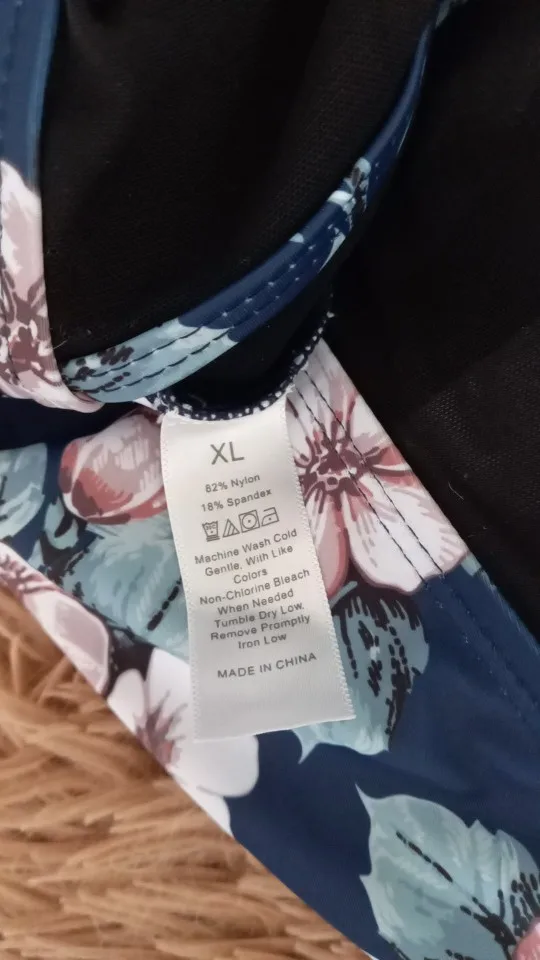 XL
82% Nylon
18% Spandex
Machine Wash Cold
Gentle, With Like
Colors
Non-Chlorine Bleach
When Needed
Tumble Dry Low,
Remove Promptly
Iron Low
MADE IN CHINA